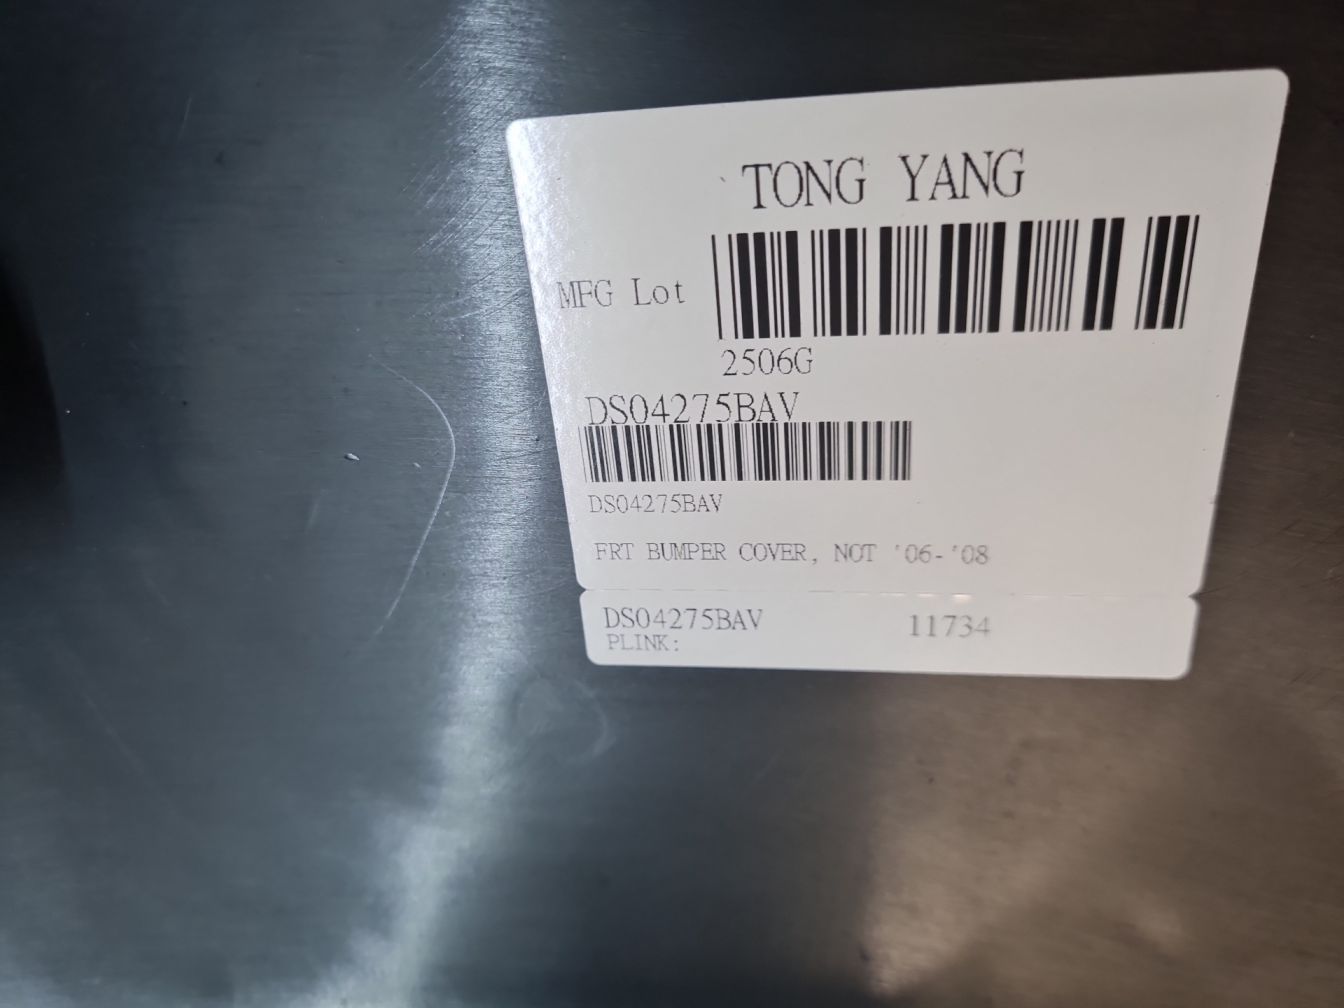 TONG YANG
MFG Lot
2506G
DS04275BAV
DS04275BAV
FRT BUMPER COVER, NOT '06-'08
DS04275BAV 11734
PLINK: